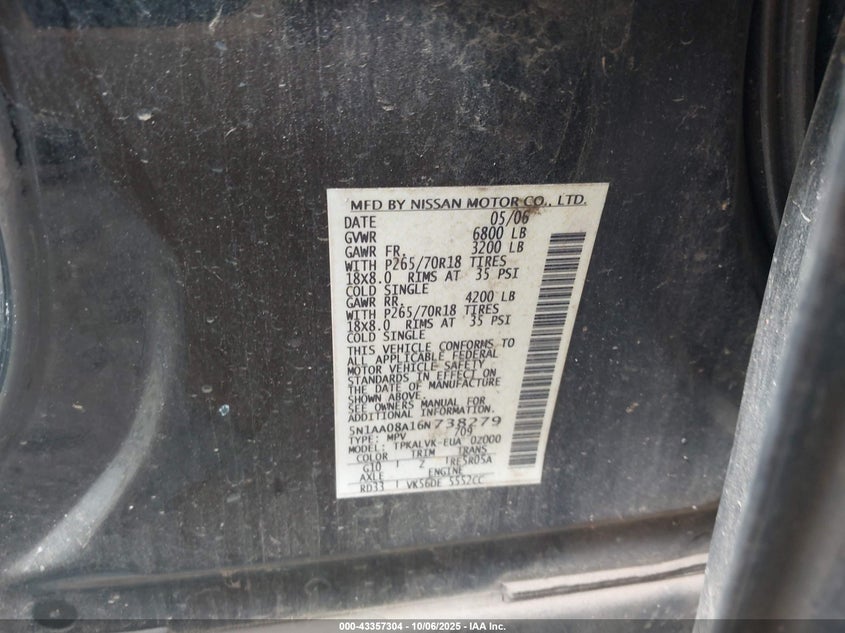 MFD BY NISSAN MOTOR CO., LTD.
DATE 05/06
GVWR 6800 LB
GAWR FR. 3200 LB
WITH P265/70R18 TIRES
18X8.0 RIMS AT 35 PSI
COLD SINGLE
GAWR RR. 4200 LB
WITH P265/70R18 TIRES
18X8.0 RIMS AT 35 PSI
COLD SINGLE
THIS VEHICLE CONFORMS TO
ALL APPLICABLE FEDERAL
MOTOR VEHICLE SAFETY
STANDARDS IN EFFECT ON
THE DATE OF MANUFACTURE
SHOWN ABOVE.
SEE OWNERS MANUAL FOR
ADDITIONAL INFORMATION.
5N1AA08A16N738279
TYPE: MPV 709
MODEL: TPKALVK-EUA 02000
COLOR TRIM TRANS
G10 2 RE5R05A
AXLE ENGINE
RD33 VK56DE 5552CC
000-43357304 - 10/06/2025 - IAA Inc.